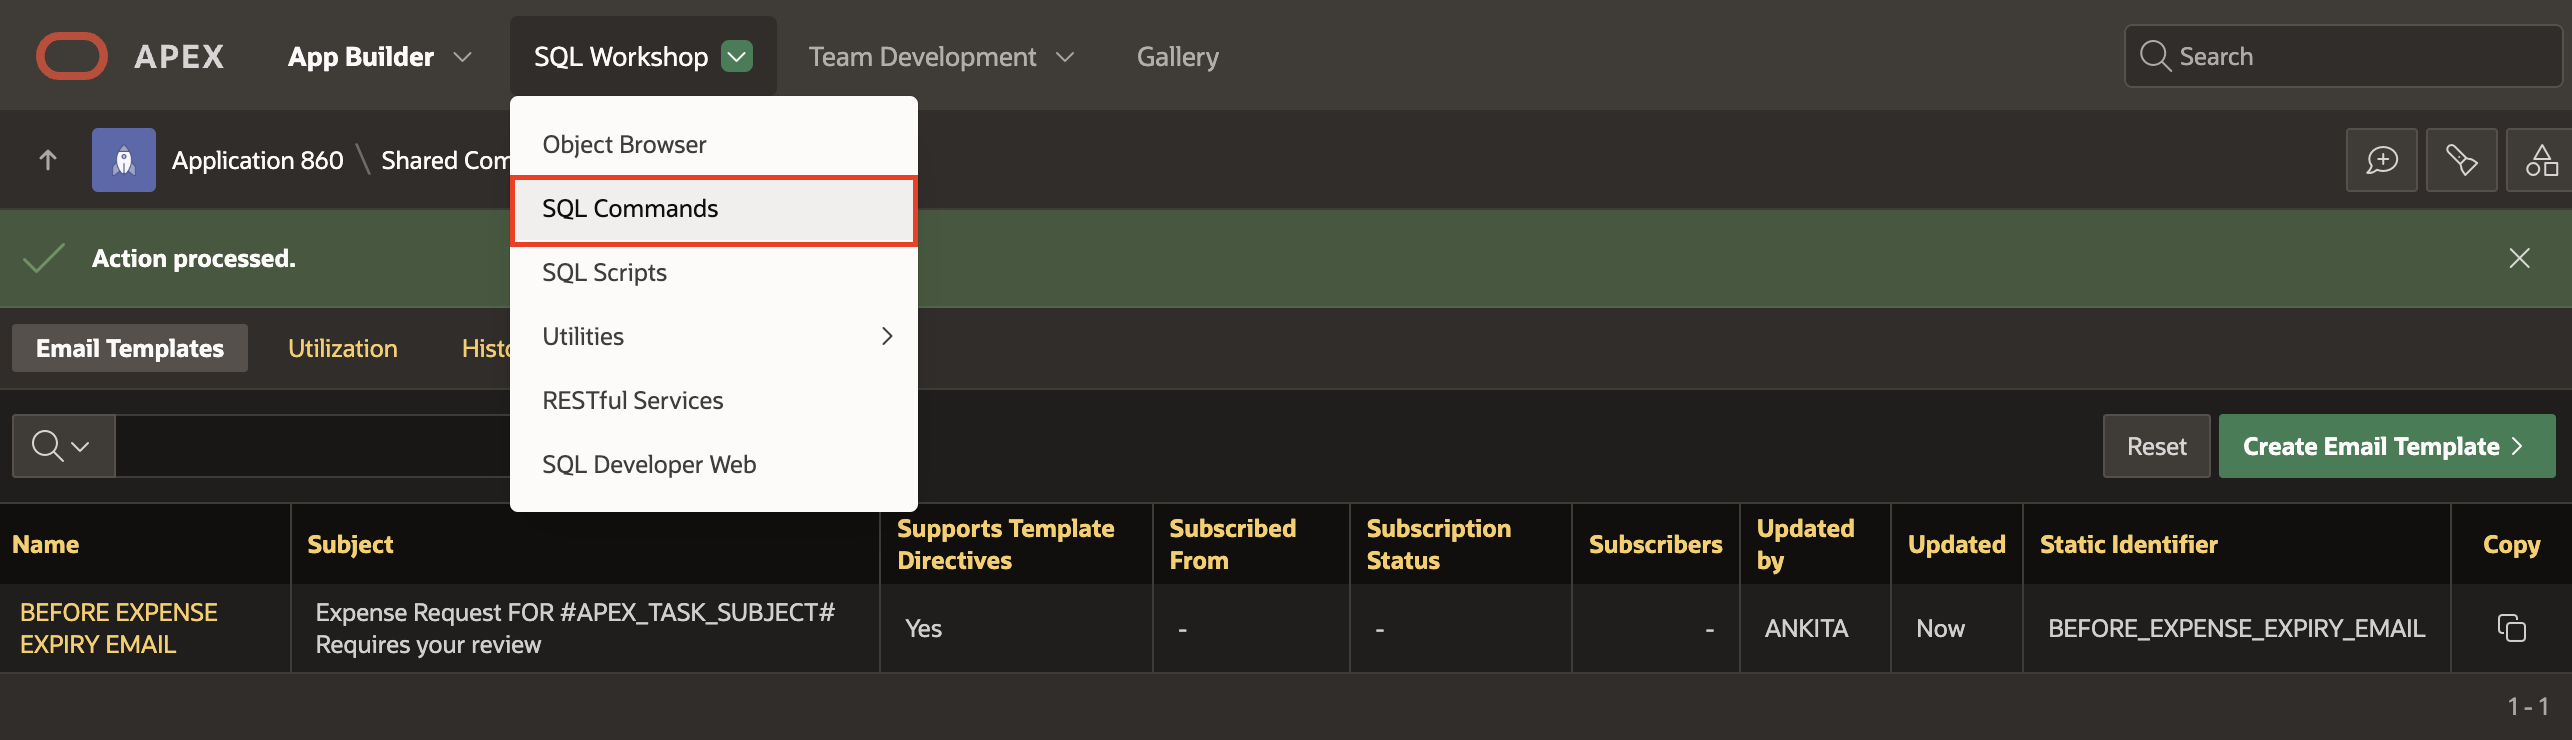 APEX
App Builder
SQL Workshop
Team Development
Gallery
Search
Object Browser
SQL Commands
SQL Scripts
Utilities
RESTful Services
SQL Developer Web
Application 860 \ Shared Com
Action processed.
Email Templates
Utilization
Histo
Reset
Create Email Template
Name
Subject
Supports Template
Directives
Subscribed
From
Subscription
Status
Subscribers
Updated
by
Updated
Static Identifier
Copy
BEFORE EXPENSE
EXPIRY EMAIL
Expense Request FOR #APEX_TASK_SUBJECT#
Requires your review
Yes
-
-
-
ANKITA
Now
BEFORE_EXPENSE_EXPIRY_EMAIL
1 - 1